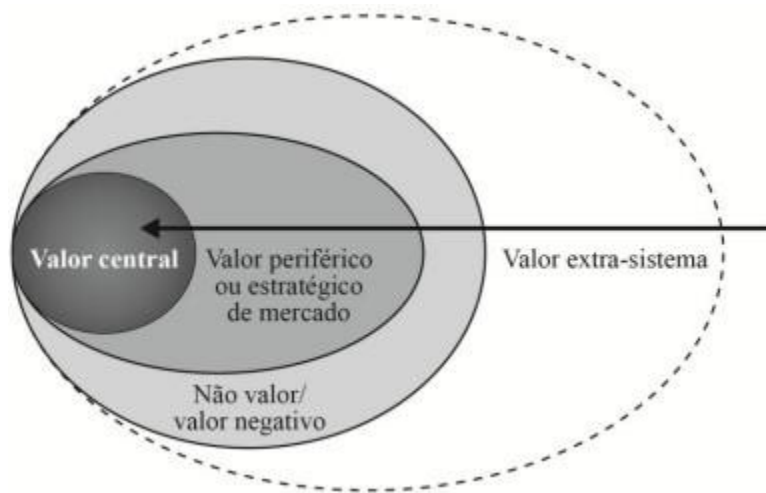 Valor central
Valor periférico
ou estratégico
de mercado
Valor extra-sistema
Não valor/
valor negativo